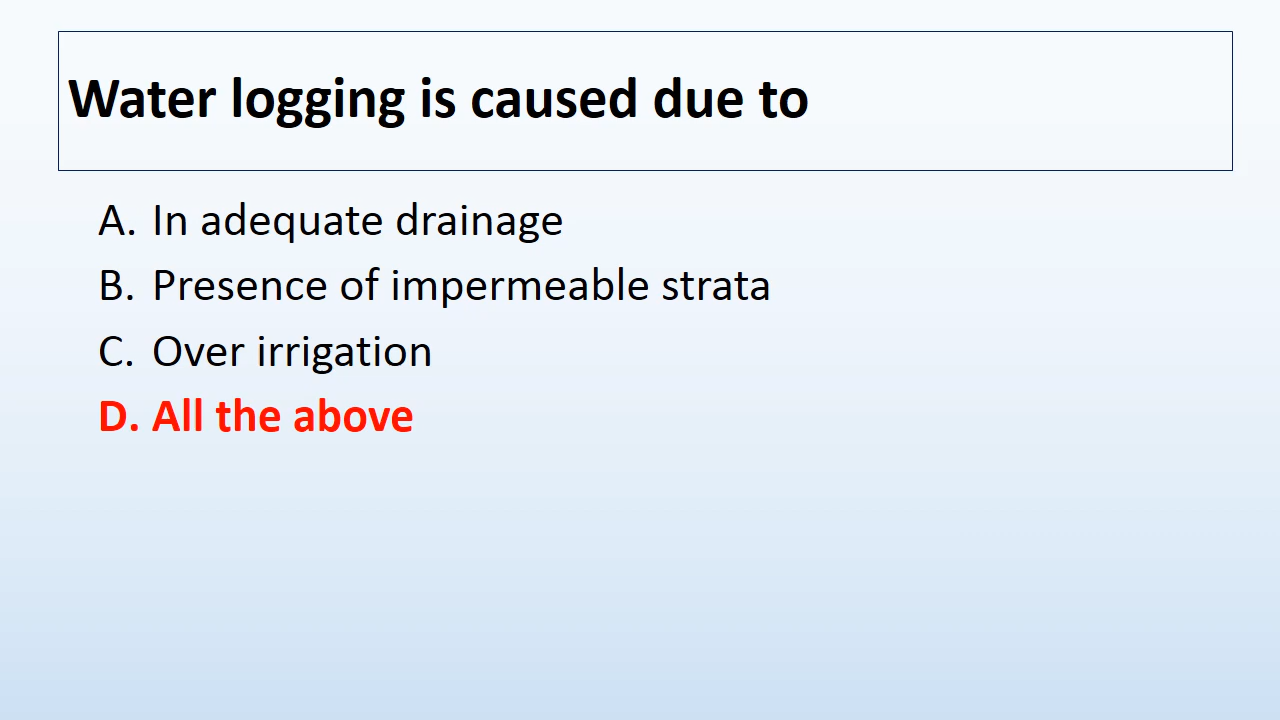 Water logging is caused due to
A. In adequate drainage
B. Presence of impermeable strata
C. Over irrigation
D. All the above